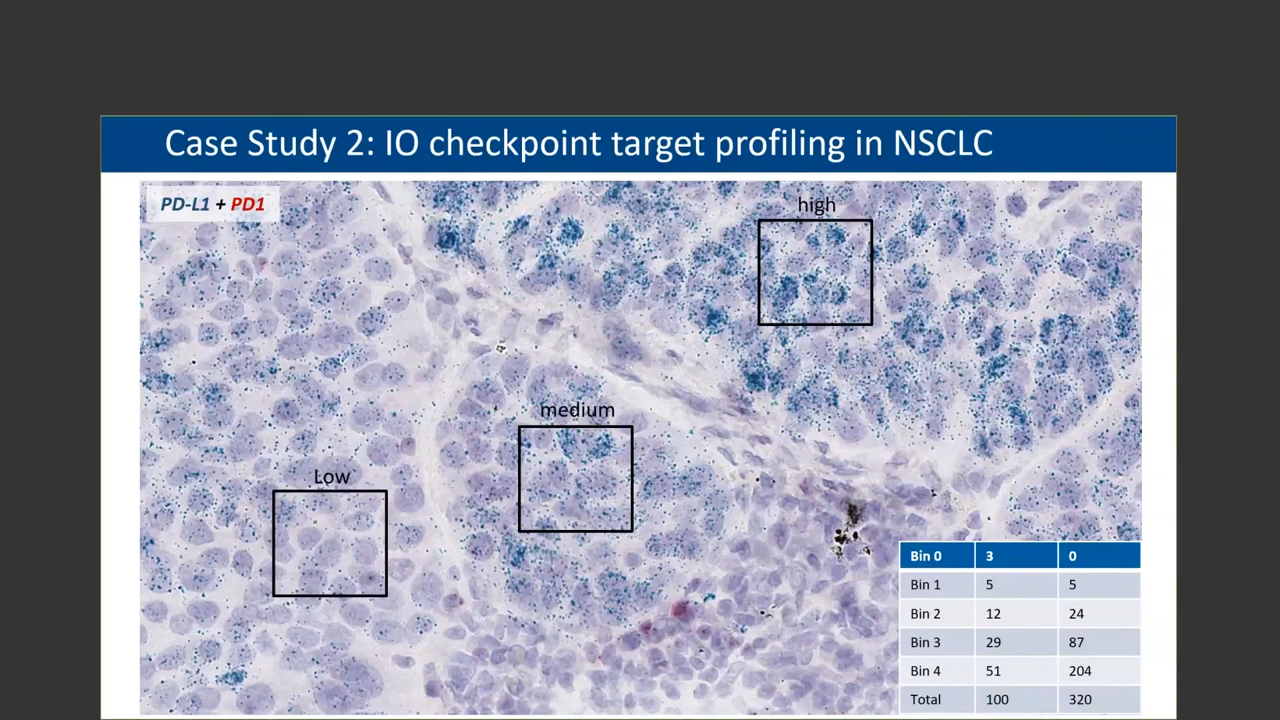 Case Study 2: IO checkpoint target profiling in NSCLC
PD-L1 + PD1
high
medium
Low
Bin 0 3 0
Bin 1 5 5
Bin 2 12 24
Bin 3 29 87
Bin 4 51 204
Total 100 320